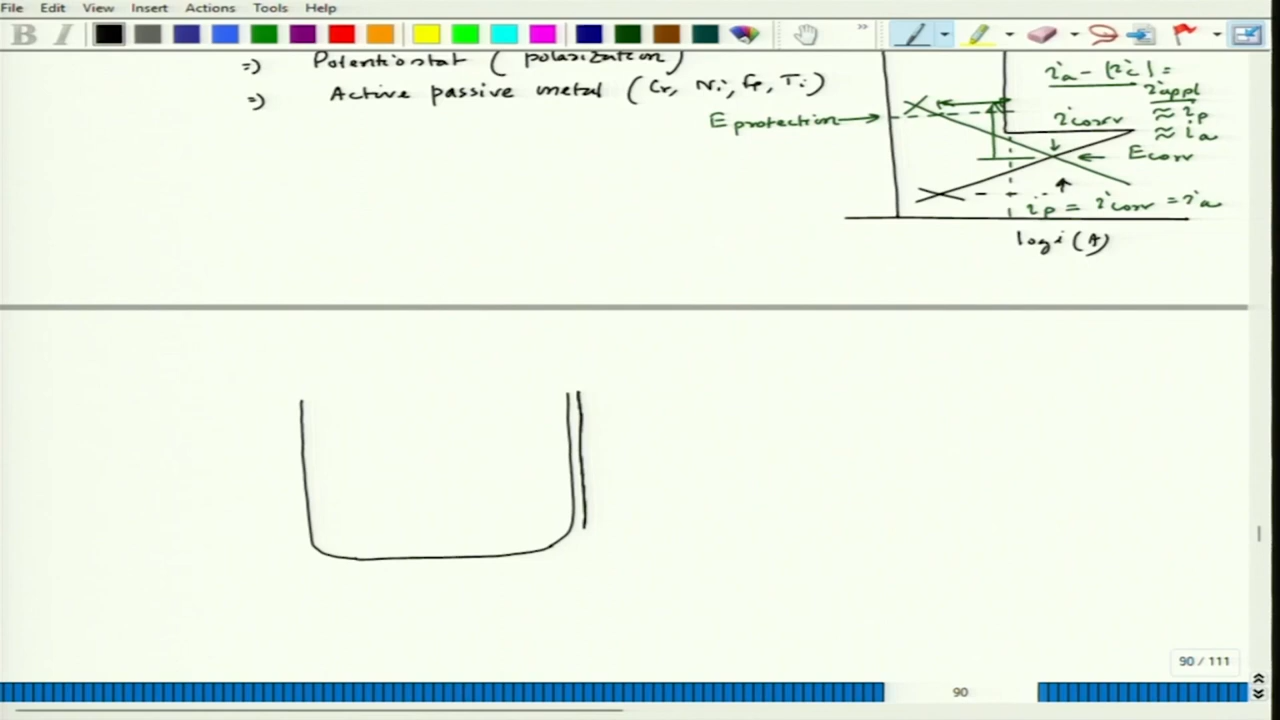 File Edit View Insert Actions Tools Help
B I
=) Potentiostat ( polarization )
=) Active passive metal ( Cr, Ni, Fe, Ti )
ia - |ic| =
iappl
≈ ip
≈ ia
E protection
icorr
Ecorr
ip = icorr = ia
log i (A)
90 / 111
90